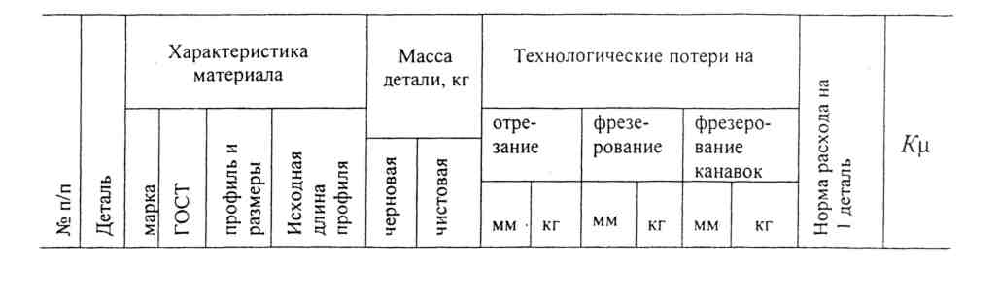 № п/п
Деталь
Характеристика
материала
марка
ГОСТ
профиль и
размеры
Исходная
длина
профиля
Масса
детали, кг
черновая
чистовая
Технологические потери на
отре-
зание
мм
кг
фрезе-
рование
мм
кг
фрезеро-
вание
канавок
мм
кг
Норма расхода на
1 деталь
Кμ